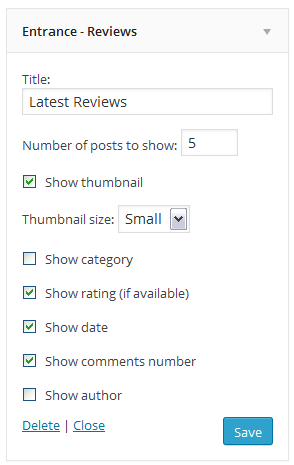 Entrance - Reviews
Title:
Latest Reviews
Number of posts to show: 5
Show thumbnail
Thumbnail size: Small
Show category
Show rating (if available)
Show date
Show comments number
Show author
Delete | Close Save